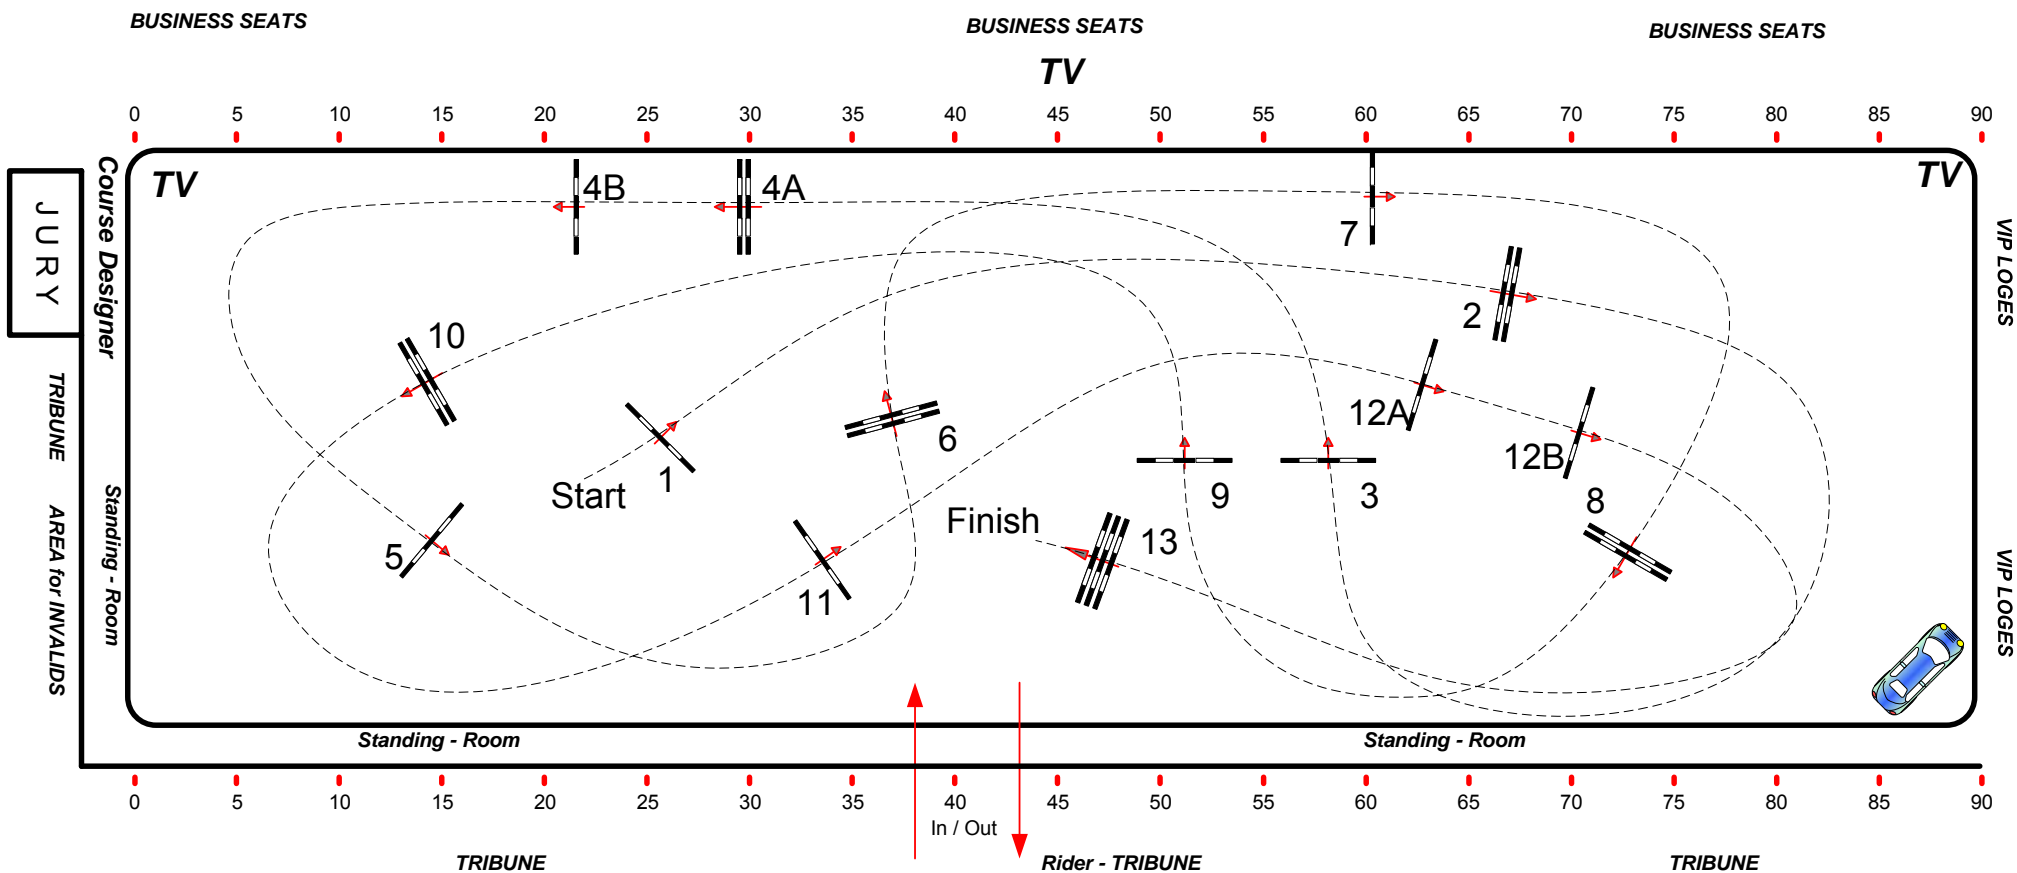 BUSINESS SEATS
BUSINESS SEATS
BUSINESS SEATS
TV
0 5 10 15 20 25 30 35 40 45 50 55 60 65 70 75 80 85 90
TV
TV
4B
4A
7
2
10
12A
6
12B
1
Start
9
3
8
Finish
13
5
11
JURY
Course Designer
TRIBUNE
Standing - Room
AREA for INVALIDS
VIP LOGES
VIP LOGES
Standing - Room
Standing - Room
0 5 10 15 20 25 30 35 40 45 50 55 60 65 70 75 80 85 90
In / Out
TRIBUNE
Rider - TRIBUNE
TRIBUNE